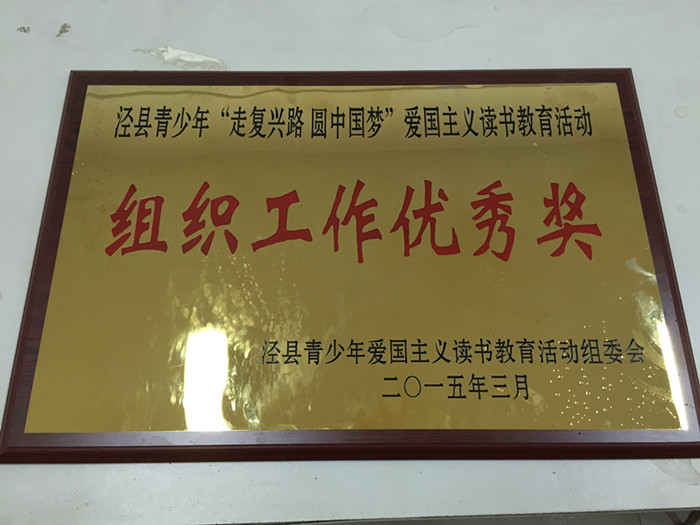 泾县青少年“走复兴路 圆中国梦”爱国主义读书教育活动
组织工作优秀奖
泾县青少年爱国主义读书教育活动组委会
二〇一五年三月